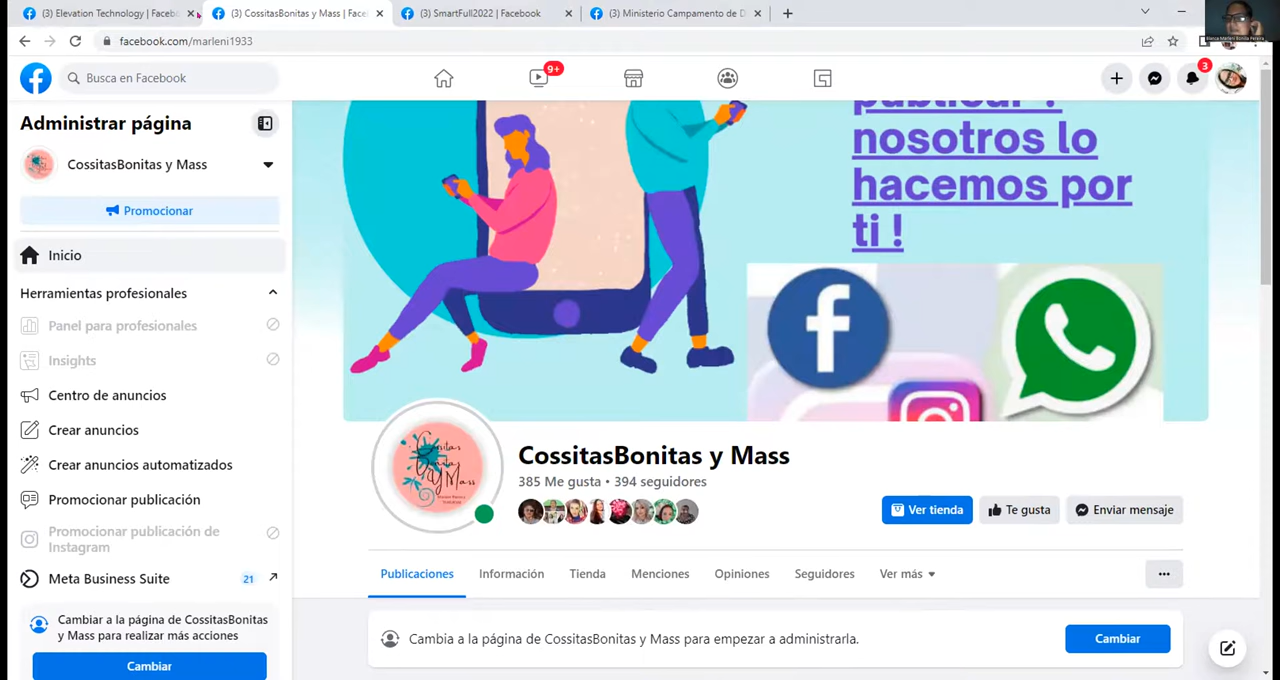 (3) Elevation Technology | Faceb
(3) CossitasBonitas y Mass | Face
(3) SmartFull2022 | Facebook
(3) Ministerio Campamento de D
facebook.com/marleni1933
Busca en Facebook
9+
3
Administrar página
CossitasBonitas y Mass
Promocionar
Inicio
Herramientas profesionales
Panel para profesionales
Insights
Centro de anuncios
Crear anuncios
Crear anuncios automatizados
Promocionar publicación
Promocionar publicación de
Instagram
Meta Business Suite 21
Cambiar a la página de CossitasBonitas
y Mass para realizar más acciones
Cambiar
publicar !
nosotros lo
hacemos por
ti !
CossitasBonitas y Mass
385 Me gusta • 394 seguidores
Ver tienda
Te gusta
Enviar mensaje
Publicaciones
Información
Tienda
Menciones
Opiniones
Seguidores
Ver más
Cambia a la página de CossitasBonitas y Mass para empezar a administrarla.
Cambiar